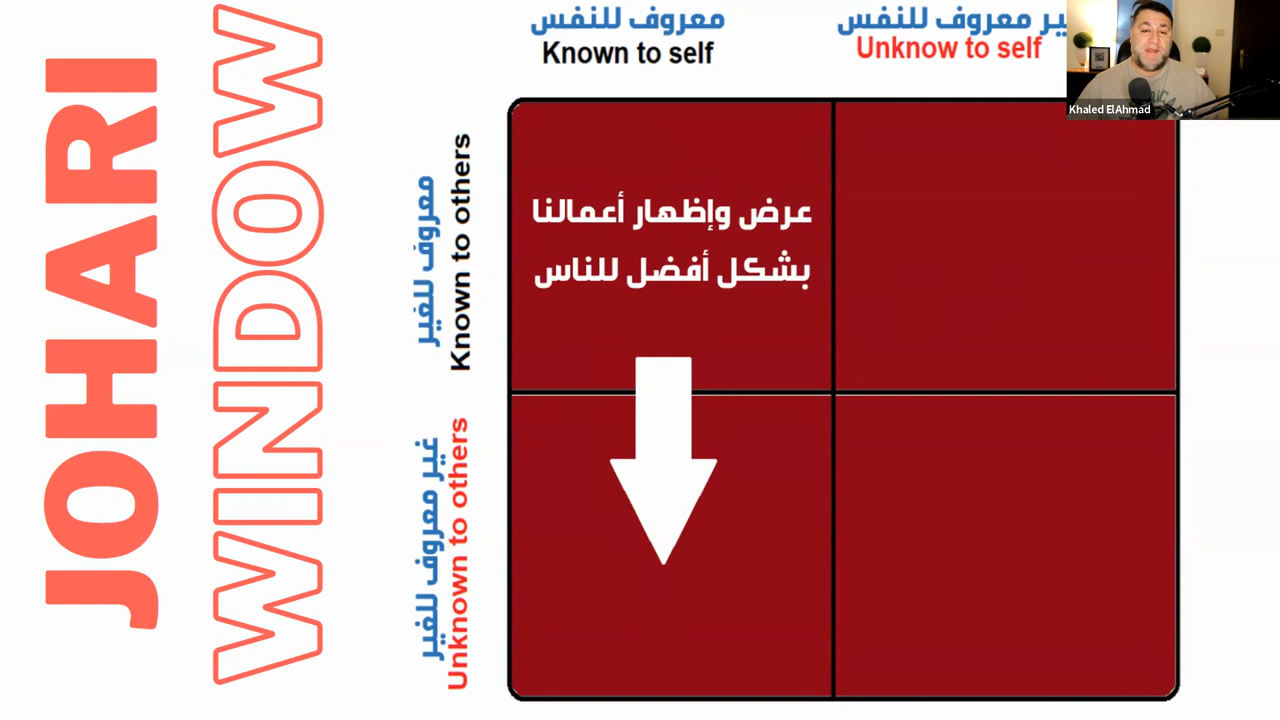 JOHARI
WINDOW
معروف للنفس
Known to self
ير معروف للنفس
Unknow to self
Khaled ElAhmad
معروف للغير
Known to others
عرض وإظهار أعمالنا
بشكل أفضل للناس
غير معروف للغير
Unknown to others